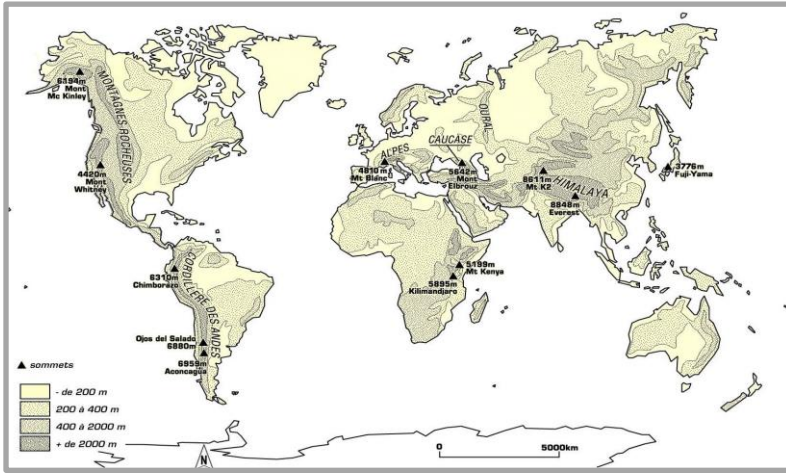 6194m
Mont
Mc Kinley
MONTAGNES ROCHEUSES
4420m
Mont
Whitney
6310m
Chimborazo
CORDILLERE DES ANDES
Ojos del Salado
6880m
6959m
Aconcagua
ALPES
4810m
Mt Blanc
CAUCASE
5642m
Mont
Elbrouz
OURAL
8611m
Mt K2
HIMALAYA
8848m
Everest
3776m
Fuji-Yama
5199m
Mt Kenya
5895m
Kilimandjaro
sommets
- de 200 m
200 à 400 m
400 à 2000 m
+ de 2000 m
N
0 5000km